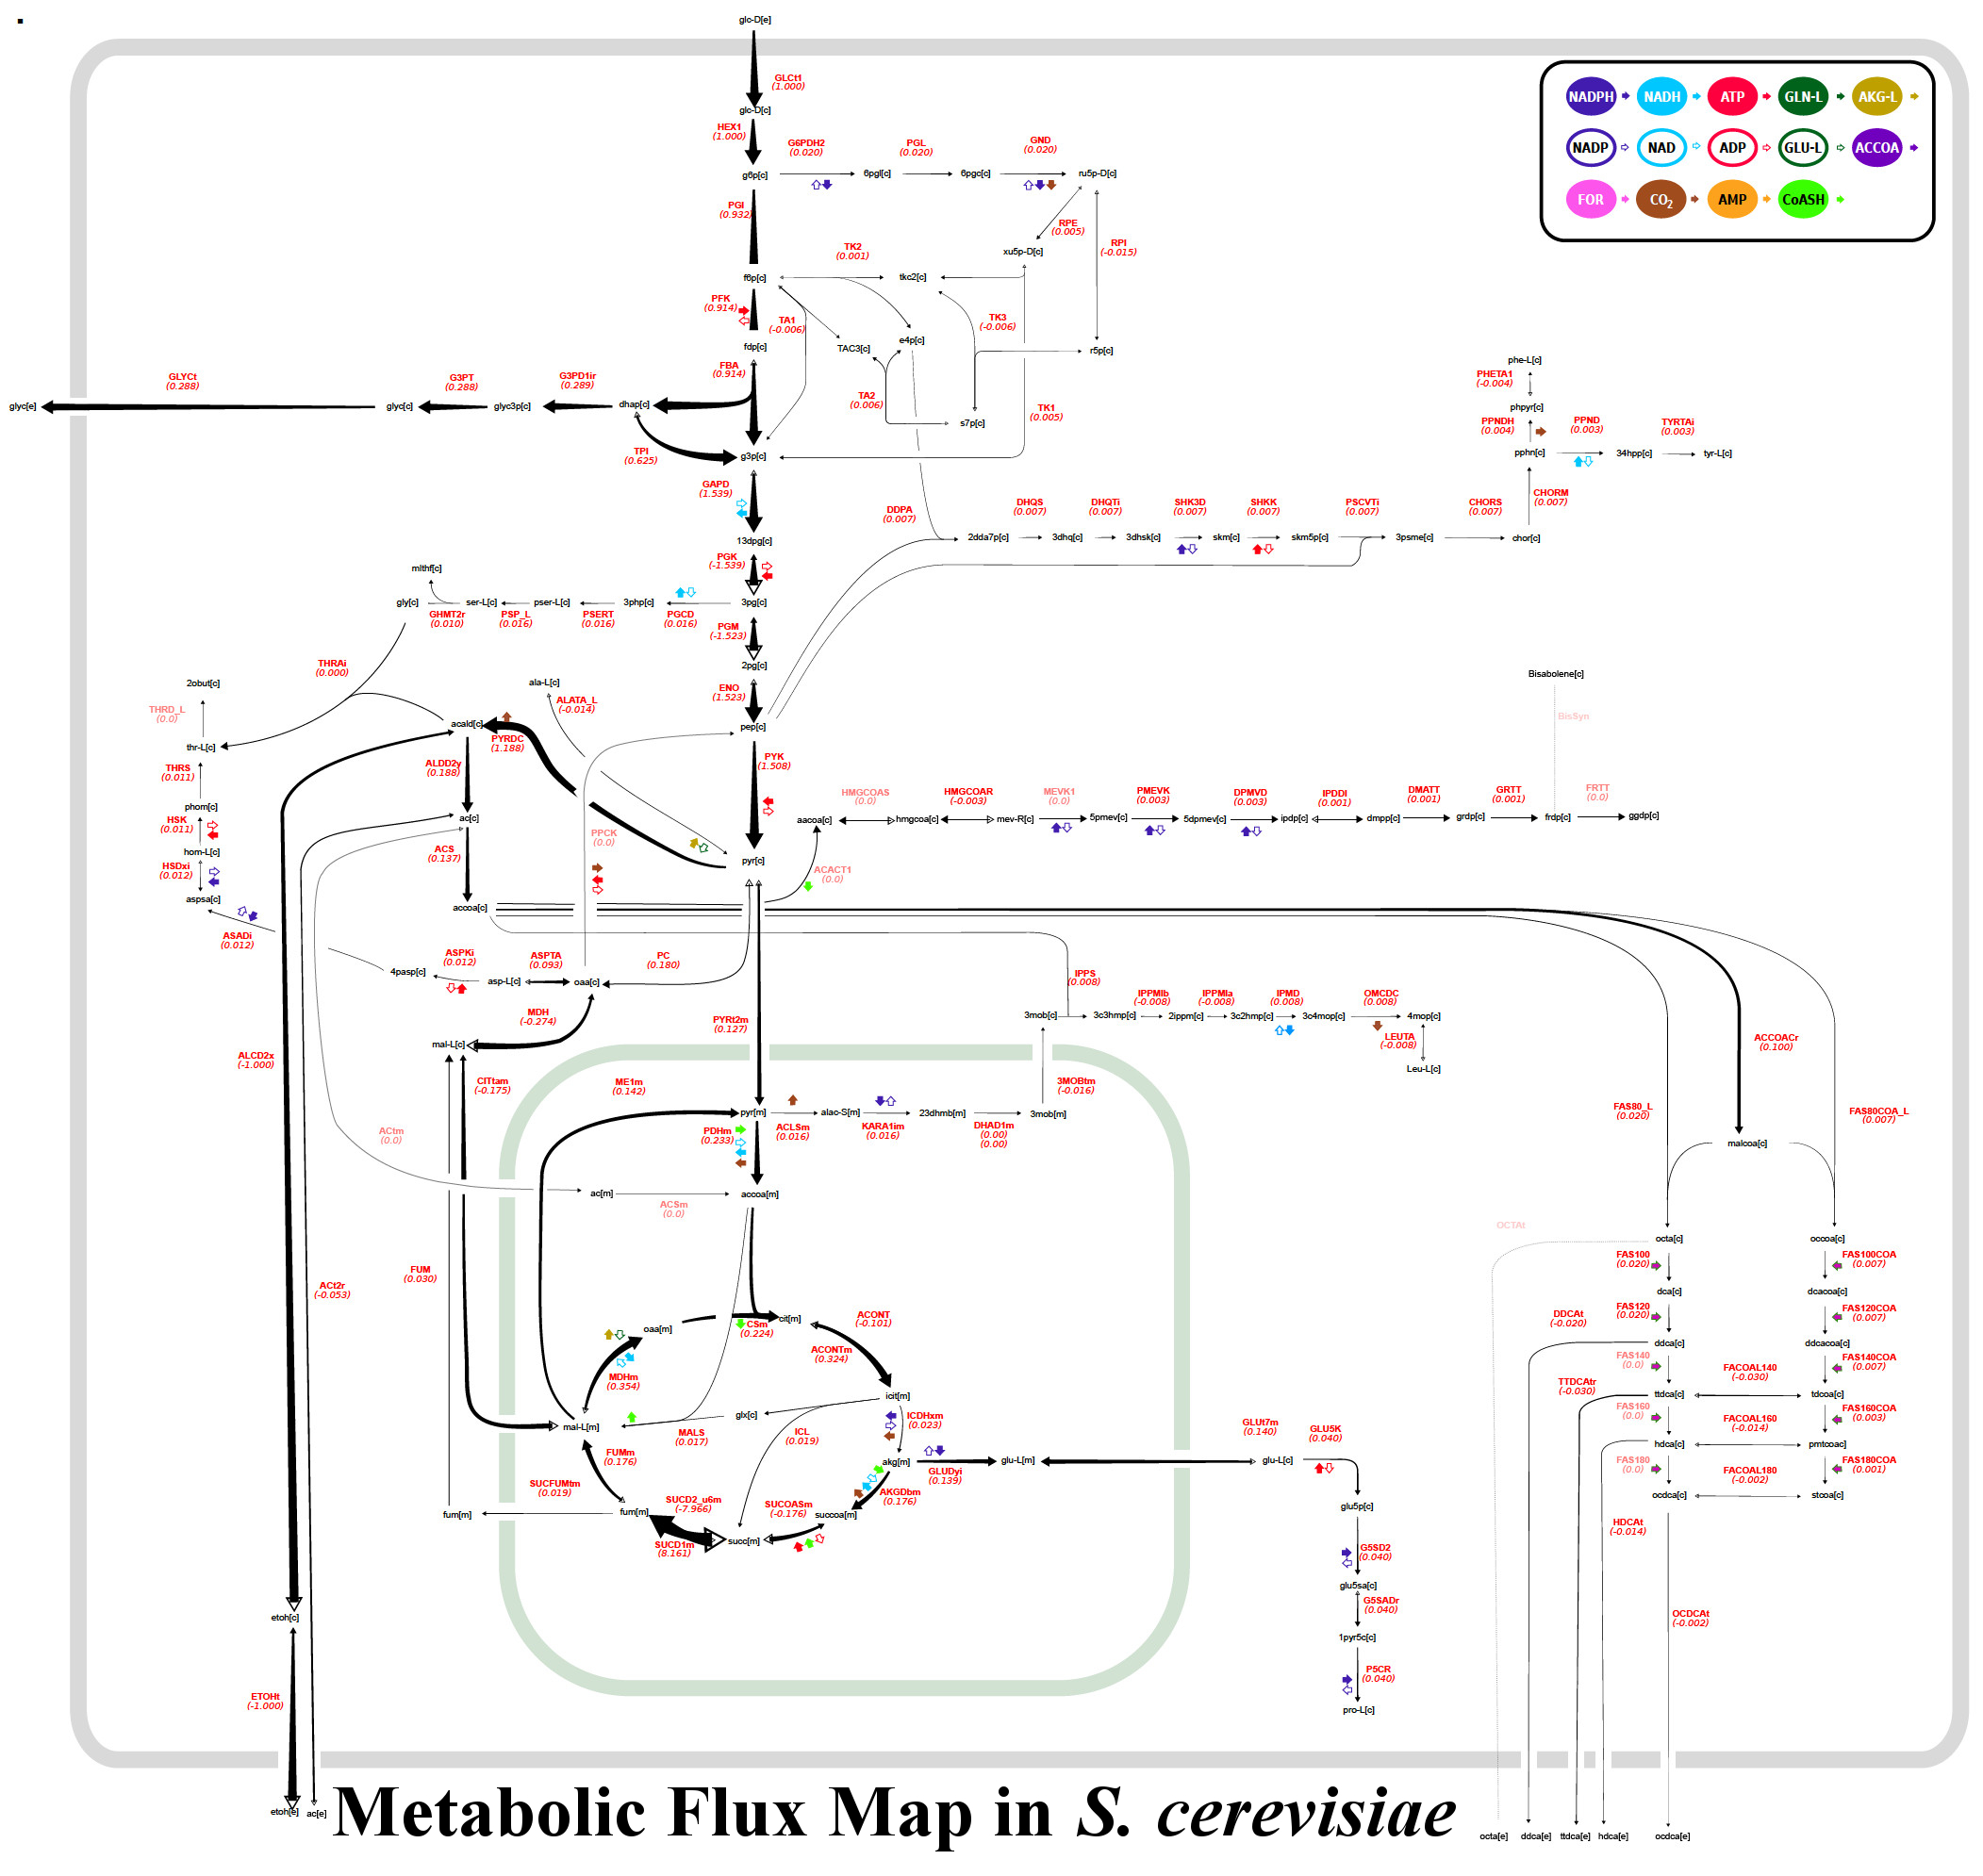 glc-D[e]
GLCt1
(1.000)
glc-D[c]
HEX1
(1.000)
g6p[c]
G6PDH2
(0.020)
PGL
(0.020)
GND
(0.020)
6pgl[c]
6pgc[c]
ru5p-D[c]
NADPH
NADH
ATP
GLN-L
AKG-L
NADP
NAD
ADP
GLU-L
ACCOA
FOR
CO2
AMP
CoASH
PGI
(0.932)
RPE
(0.005)
RPI
(-0.015)
xu5p-D[c]
TK2
(0.001)
f6p[c]
tkc2[c]
PFK
(0.914)
TA1
(-0.006)
TK3
(-0.006)
fdp[c]
TAC3[c]
e4p[c]
r5p[c]
FBA
(0.914)
TA2
(0.006)
s7p[c]
TK1
(0.005)
GLYCt
(0.288)
G3PT
(0.288)
G3PD1ir
(0.289)
glyc[e]
glyc[c]
glyc3p[c]
dhap[c]
TPI
(0.625)
g3p[c]
phe-L[c]
PHETA1
(-0.004)
phpyr[c]
PPNDH
(0.004)
PPND
(0.003)
TYRTAi
(0.003)
pphn[c]
34hpp[c]
tyr-L[c]
GAPD
(1.539)
13dpg[c]
DDPA
(0.007)
DHQS
(0.007)
DHQTi
(0.007)
SHK3D
(0.007)
SHKK
(0.007)
PSCVTi
(0.007)
CHORS
(0.007)
CHORM
(0.007)
2dda7p[c]
3dhq[c]
3dhsk[c]
skm[c]
skm5p[c]
3psme[c]
chor[c]
PGK
(-1.539)
mlthf[c]
gly[c]
ser-L[c]
pser-L[c]
3php[c]
3pg[c]
GHMT2r
(0.010)
PSP_L
(0.016)
PSERT
(0.016)
PGCD
(0.016)
PGM
(-1.523)
2pg[c]
THRAi
(0.000)
ENO
(1.523)
2obut[c]
ala-L[c]
ALATA_L
(-0.014)
Bisabolene[c]
THRD_L
(0.0)
acald[c]
PYRDC
(1.188)
pep[c]
BisSyn
thr-L[c]
THRS
(0.011)
ALDD2y
(0.188)
PYK
(1.508)
phom[c]
HSK
(0.011)
ac[c]
PPCK
(0.0)
aacoa[c]
HMGCOAS
(0.0)
hmgcoa[c]
HMGCOAR
(-0.003)
mev-R[c]
MEVK1
(0.0)
5pmev[c]
PMEVK
(0.003)
5dpmev[c]
DPMVD
(0.003)
ipdp[c]
IPDDI
(0.001)
dmpp[c]
DMATT
(0.001)
grdp[c]
GRTT
(0.001)
frdp[c]
FRTT
(0.0)
ggdp[c]
hom-L[c]
ACS
(0.137)
pyr[c]
ACACT1
(0.0)
HSDxi
(0.012)
aspsa[c]
accoa[c]
ASADi
(0.012)
4pasp[c]
ASPKi
(0.012)
asp-L[c]
ASPTA
(0.093)
oaa[c]
PC
(0.180)
IPPS
(0.008)
MDH
(-0.274)
PYRt2m
(0.127)
3mob[c]
3c3hmp[c]
IPPMIb
(-0.008)
2ippm[c]
IPPMIa
(-0.008)
3c2hmp[c]
IPMD
(0.008)
3c4mop[c]
OMCDC
(0.008)
4mop[c]
LEUTA
(-0.008)
Leu-L[c]
mal-L[c]
ALCD2x
(-1.000)
CITtam
(-0.175)
ME1m
(0.142)
3MOBtm
(-0.016)
ACCOACr
(0.100)
pyr[m]
ACLSm
(0.016)
alac-S[m]
KARA1im
(0.016)
23dhmb[m]
DHAD1m
(0.00)
(0.00)
3mob[m]
PDHm
(0.233)
FAS80_L
(0.020)
FAS80COA_L
(0.007)
malcoa[c]
ACtm
(0.0)
ac[m]
ACSm
(0.0)
accoa[m]
OCTAt
octa[c]
occoa[c]
FUM
(0.030)
ACt2r
(-0.053)
FAS100
(0.020)
FAS100COA
(0.007)
dca[c]
dcacoa[c]
oaa[m]
CSm
(0.224)
cit[m]
ACONT
(-0.101)
ACONTm
(0.324)
DDCAt
(-0.020)
FAS120
(0.020)
FAS120COA
(0.007)
ddca[c]
ddcacoa[c]
MDHm
(0.354)
FAS140
(0.0)
FAS140COA
(0.007)
TTDCAtr
(-0.030)
FACOAL140
(-0.030)
ttdca[c]
tdcoa[c]
icit[m]
glx[c]
mal-L[m]
MALS
(0.017)
ICL
(0.019)
ICDHxm
(0.023)
FAS160
(0.0)
FACOAL160
(-0.014)
FAS160COA
(0.003)
hdca[c]
pmtcoac]
FUMm
(0.176)
akg[m]
GLUDyi
(0.139)
glu-L[m]
GLUt7m
(0.140)
glu-L[c]
GLU5K
(0.040)
FAS180
(0.0)
FACOAL180
(-0.002)
FAS180COA
(0.001)
ocdca[c]
stcoa[c]
SUCFUMtm
(0.019)
SUCD2_u6m
(-7.966)
SUCOASm
(-0.176)
AKGDbm
(0.176)
fum[m]
fum[m]
succoa[m]
glu5p[c]
SUCD1m
(8.161)
succ[m]
HDCAt
(-0.014)
G5SD2
(0.040)
glu5sa[c]
G5SADr
(0.040)
etoh[c]
OCDCAt
(-0.002)
1pyr5c[c]
P5CR
(0.040)
pro-L[c]
ETOHt
(-1.000)
etoh[e]
ac[e]
Metabolic Flux Map in S. cerevisiae
octa[e]
ddca[e]
ttdca[e]
hdca[e]
ocdca[e]